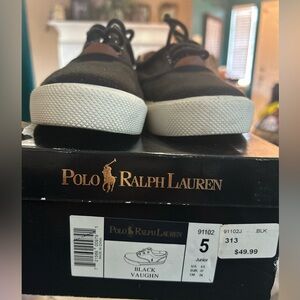 POLO RALPH LAUREN
POLO RALPH LAUREN
BLACK
VAUGHN
91102
5
Junior
91102J BLK
313
$49.99